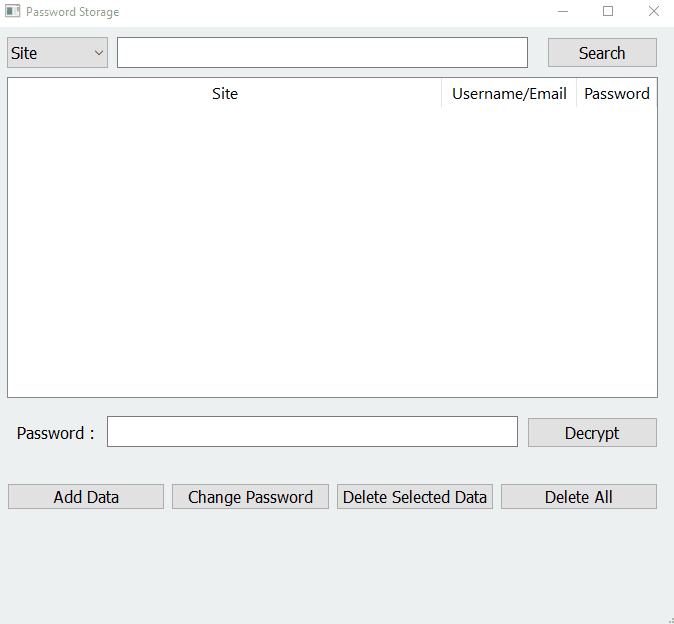 Password Storage
Site Search
Site Username/Email Password
Password : Decrypt
Add Data Change Password Delete Selected Data Delete All